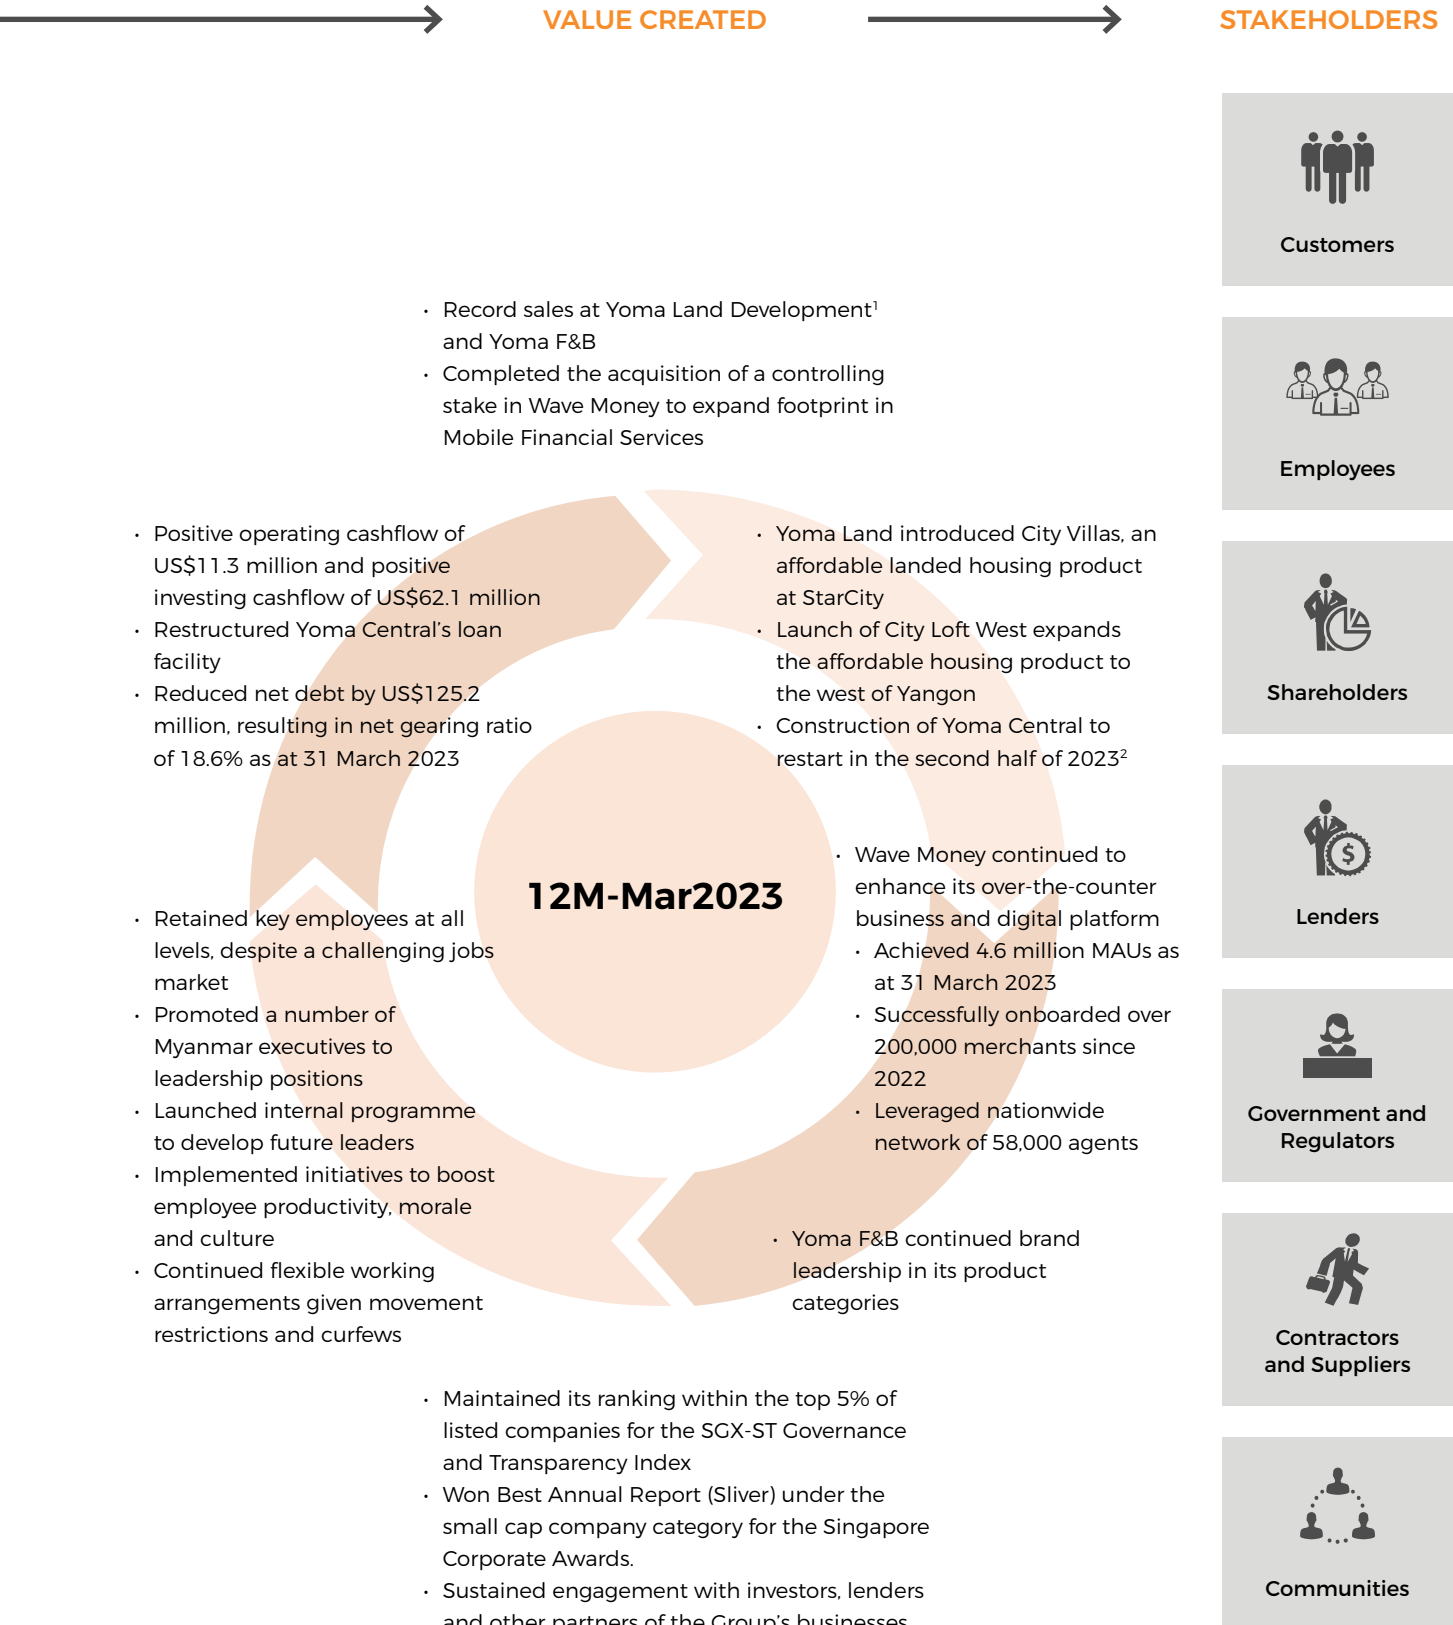 VALUE CREATED
STAKEHOLDERS
• Record sales at Yoma Land Development¹
and Yoma F&B
• Completed the acquisition of a controlling
stake in Wave Money to expand footprint in
Mobile Financial Services
• Positive operating cashflow of
US$11.3 million and positive
investing cashflow of US$62.1 million
• Restructured Yoma Central’s loan
facility
• Reduced net debt by US$125.2
million, resulting in net gearing ratio
of 18.6% as at 31 March 2023
• Yoma Land introduced City Villas, an
affordable landed housing product
at StarCity
• Launch of City Loft West expands
the affordable housing product to
the west of Yangon
• Construction of Yoma Central to
restart in the second half of 2023²
12M-Mar2023
• Wave Money continued to
enhance its over-the-counter
business and digital platform
• Achieved 4.6 million MAUs as
at 31 March 2023
• Successfully onboarded over
200,000 merchants since
2022
• Leveraged nationwide
network of 58,000 agents
• Retained key employees at all
levels, despite a challenging jobs
market
• Promoted a number of
Myanmar executives to
leadership positions
• Launched internal programme
to develop future leaders
• Implemented initiatives to boost
employee productivity, morale
and culture
• Continued flexible working
arrangements given movement
restrictions and curfews
• Yoma F&B continued brand
leadership in its product
categories
• Maintained its ranking within the top 5% of
listed companies for the SGX-ST Governance
and Transparency Index
• Won Best Annual Report (Sliver) under the
small cap company category for the Singapore
Corporate Awards.
• Sustained engagement with investors, lenders
and other partners of the Group’s businesses
Customers
Employees
Shareholders
Lenders
Government and
Regulators
Contractors
and Suppliers
Communities